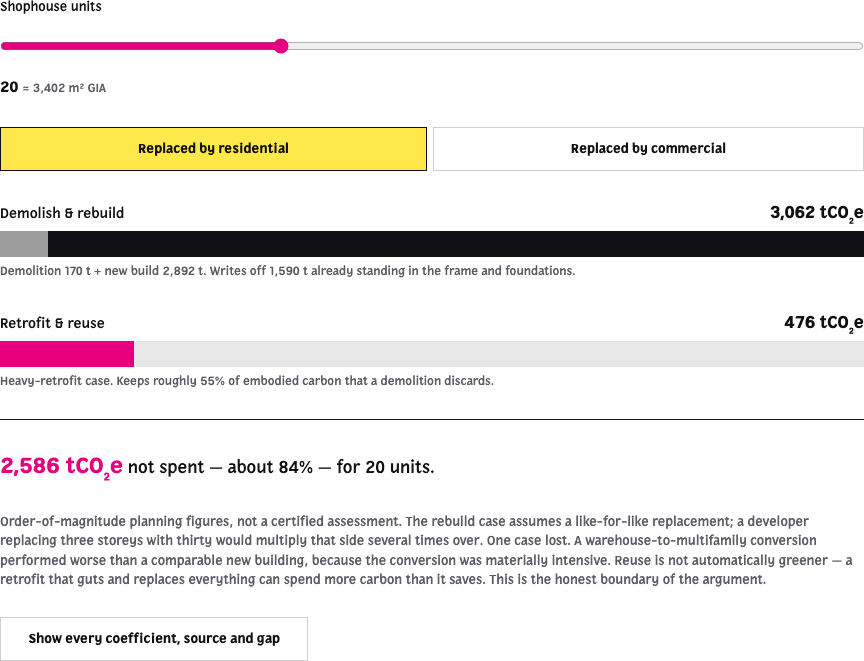 Shophouse units
20 ≈ 3,402 m² GIA
Replaced by residential
Replaced by commercial
Demolish & rebuild
3,062 tCO₂e
Demolition 170 t + new build 2,892 t. Writes off 1,590 t already standing in the frame and foundations.
Retrofit & reuse
476 tCO₂e
Heavy-retrofit case. Keeps roughly 55% of embodied carbon that a demolition discards.
2,586 tCO₂e not spent — about 84% — for 20 units.
Order-of-magnitude planning figures, not a certified assessment. The rebuild case assumes a like-for-like replacement; a developer
replacing three storeys with thirty would multiply that side several times over. One case lost. A warehouse-to-multifamily conversion
performed worse than a comparable new building, because the conversion was materially intensive. Reuse is not automatically greener — a
retrofit that guts and replaces everything can spend more carbon than it saves. This is the honest boundary of the argument.
Show every coefficient, source and gap